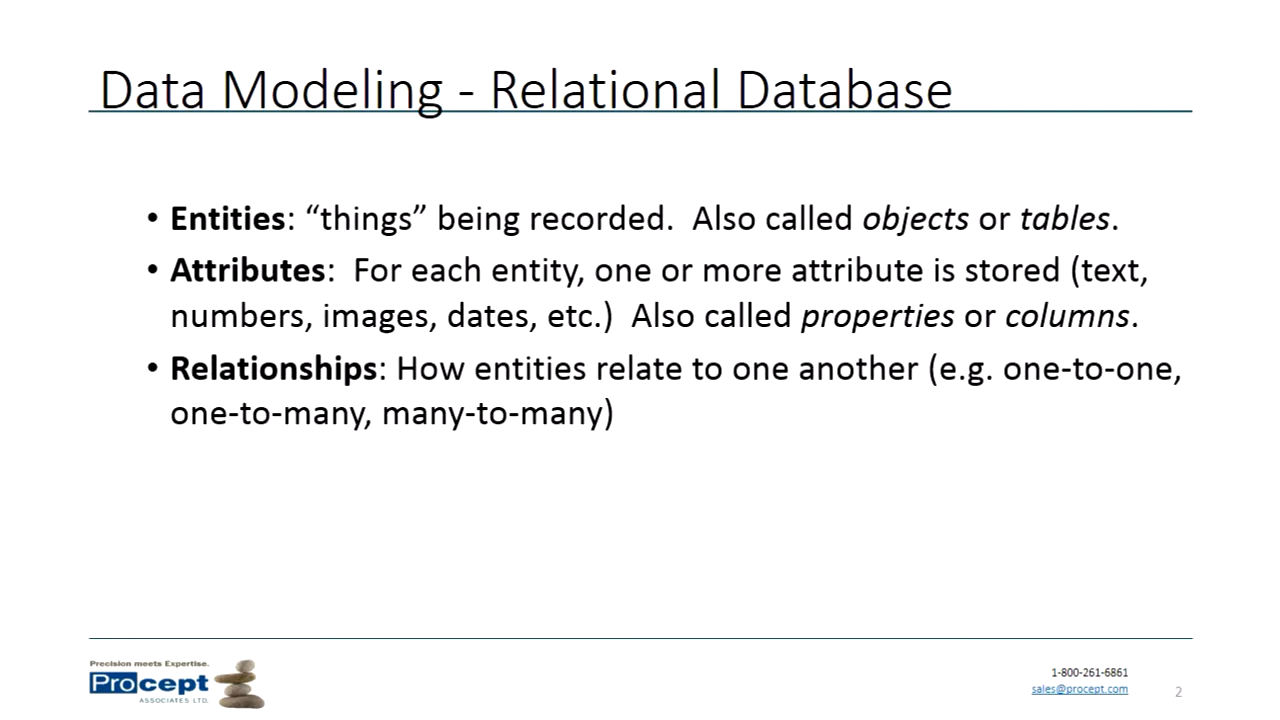 Data Modeling - Relational Database
• Entities: “things” being recorded.  Also called objects or tables.
• Attributes:  For each entity, one or more attribute is stored (text,
numbers, images, dates, etc.)  Also called properties or columns.
• Relationships: How entities relate to one another (e.g. one-to-one,
one-to-many, many-to-many)
Precision meets Expertise.
Procept
ASSOCIATES LTD.
1-800-261-6861
sales@procept.com
2